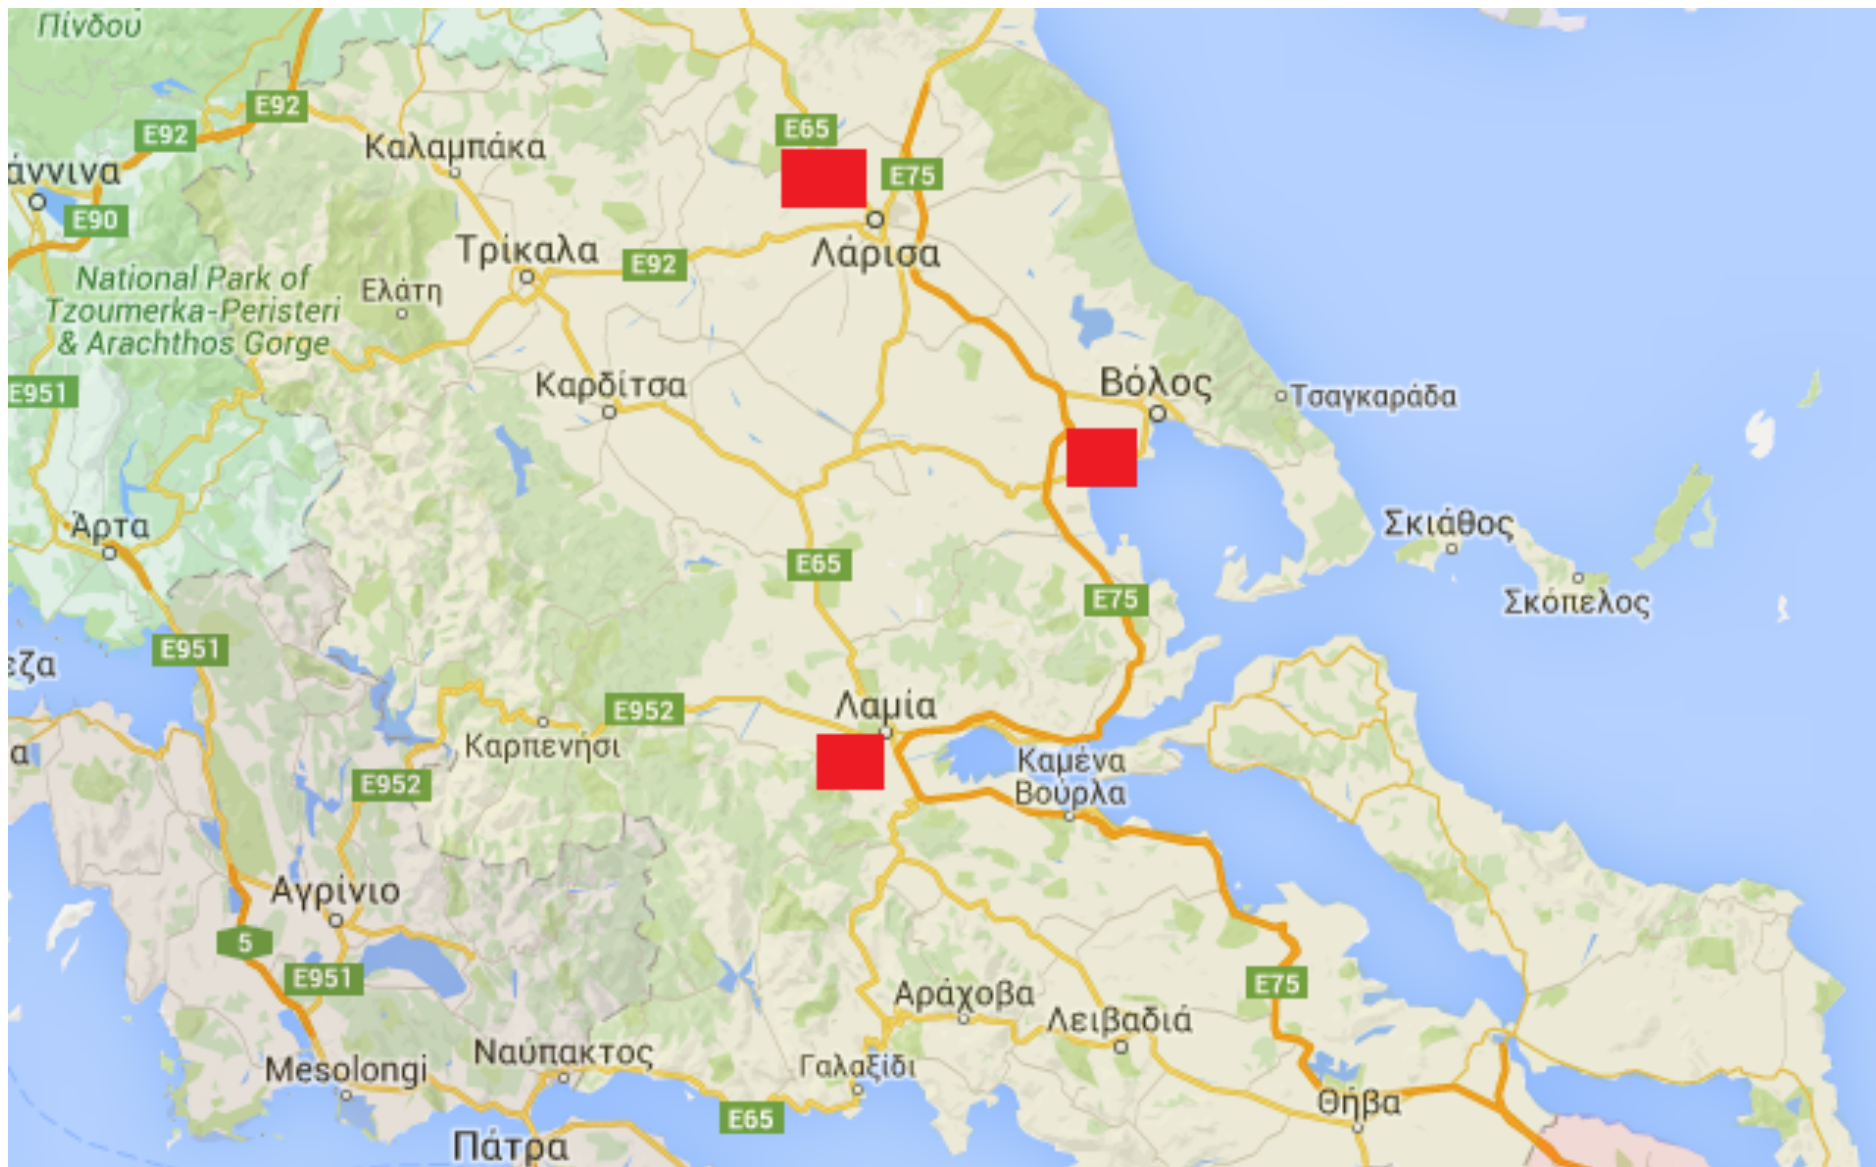 Πίνδου
E92
E92
E65
Καλαμπάκα
άννινα
E75
E90
Λάρισα
Τρίκαλα
E92
National Park of
Tzoumerka-Peristeri
& Arachthos Gorge
Ελάτη
E951
Καρδίτσα
Βόλος
Τσαγκαράδα
Άρτα
Σκιάθος
E65
E75
Σκόπελος
E951
εζα
E952
Λαμία
Καρπενήσι
α
Καμένα
Βούρλα
E952
Αγρίνιο
5
E951
E75
Αράχοβα
Λειβαδιά
Ναύπακτος
Mesolongi
Γαλαξίδι
Θήβα
E65
Πάτρα